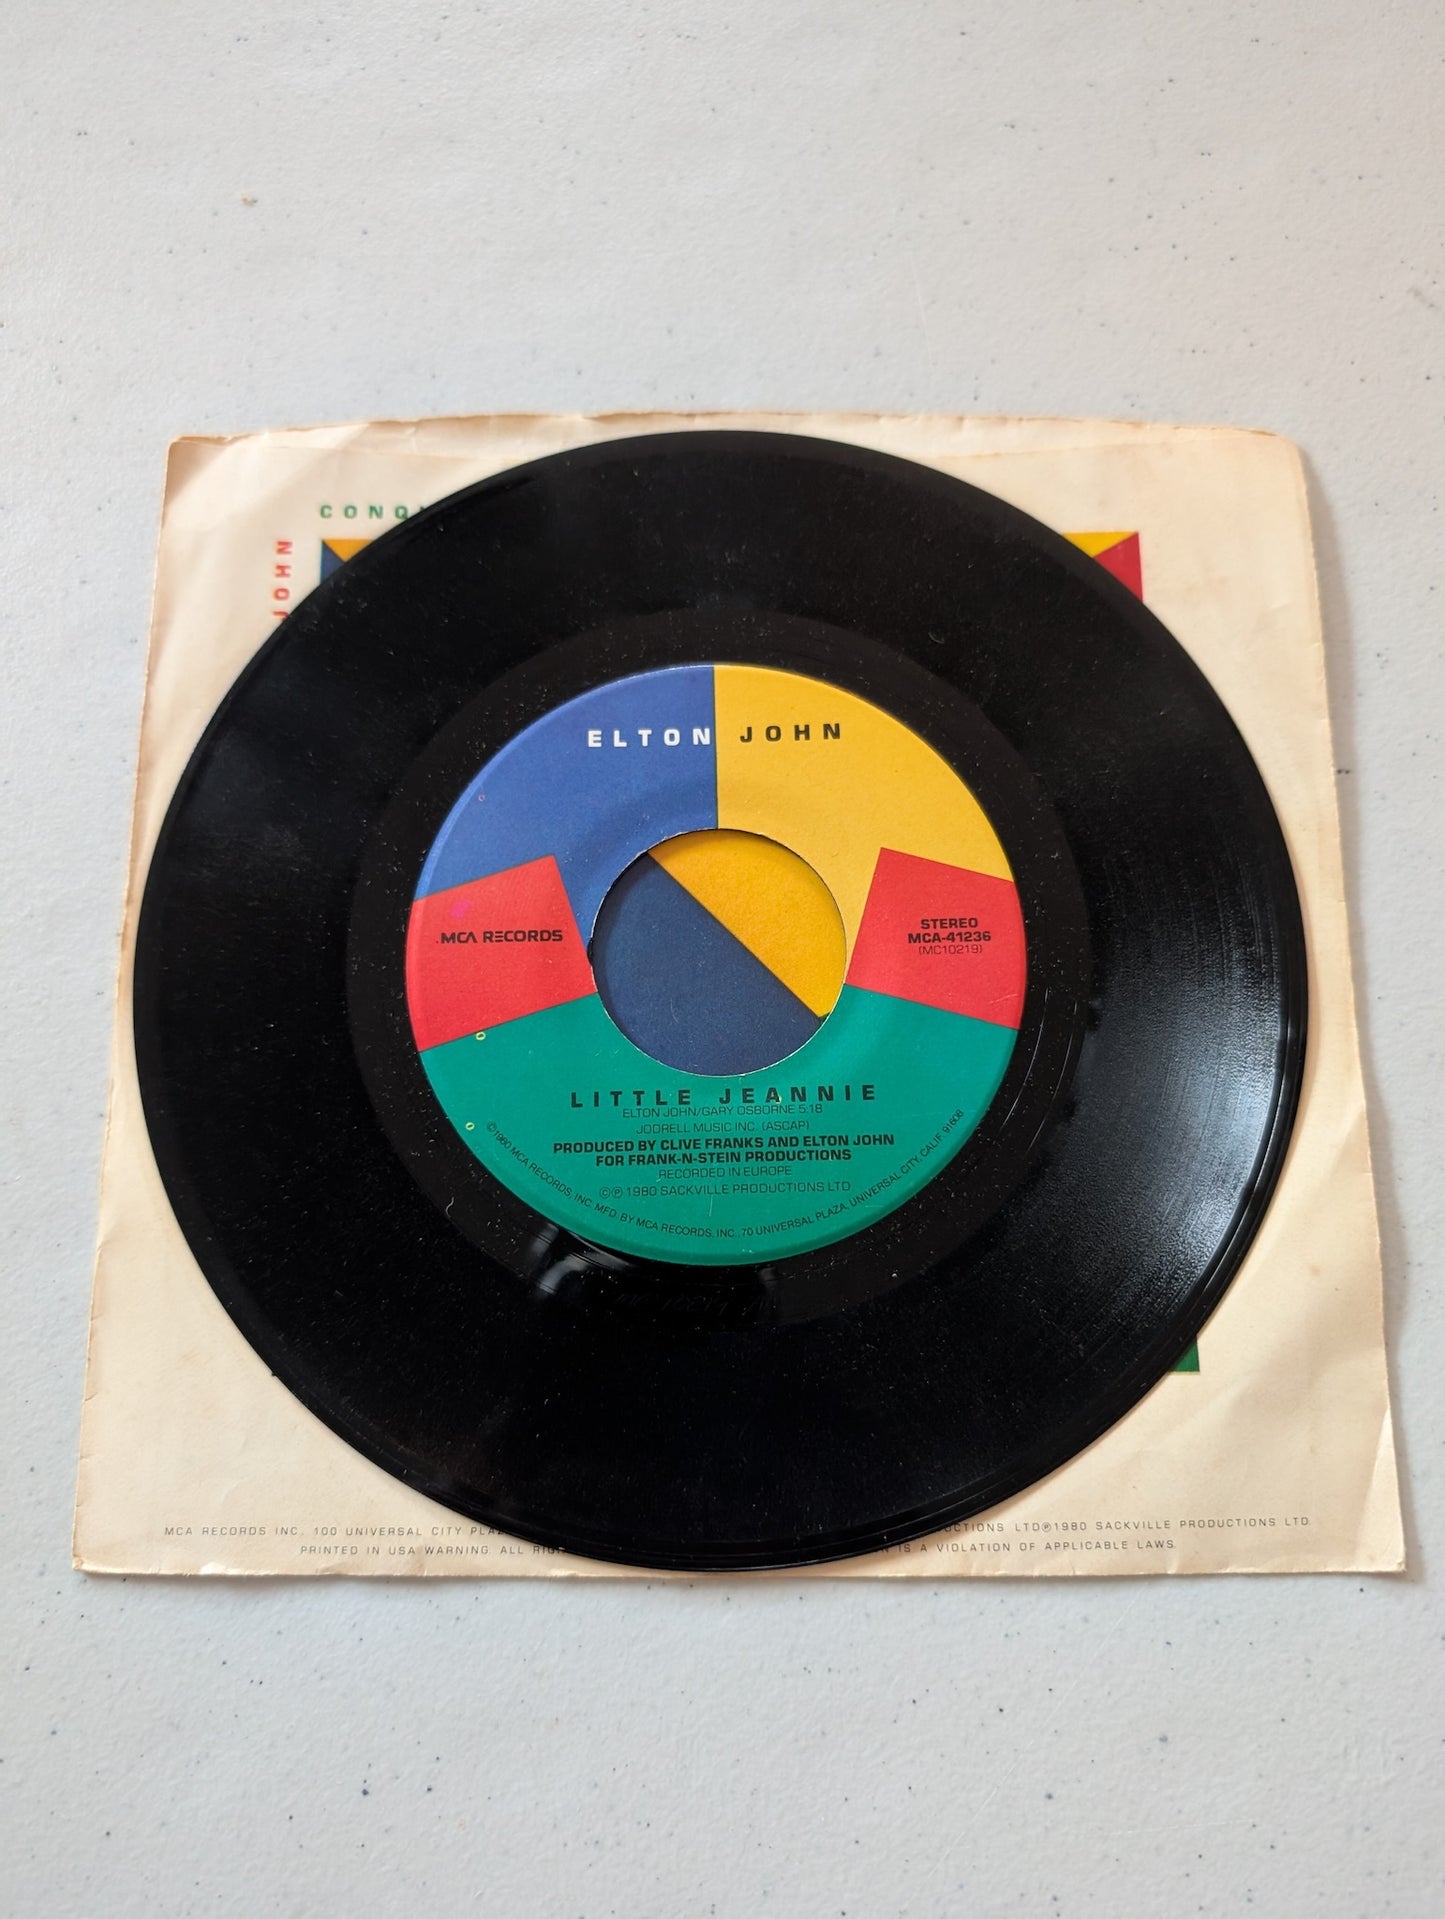 CONQ
JOHN
ELTON JOHN
MCA RECORDS
STEREO
MCA-41236
(MC10219)
LITTLE JEANNIE
ELTON JOHN/GARY OSBORNE 5:18
JODRELL MUSIC INC. (ASCAP)
PRODUCED BY CLIVE FRANKS AND ELTON JOHN
FOR FRANK-N-STEIN PRODUCTIONS
RECORDED IN EUROPE
©℗ 1980 SACKVILLE PRODUCTIONS LTD.
©1980 MCA RECORDS, INC. MFD. BY MCA RECORDS, INC., 70 UNIVERSAL PLAZA, UNIVERSAL CITY, CALIF. 91608
MCA RECORDS INC. 100 UNIVERSAL CITY PLA UCTIONS LTD℗1980 SACKVILLE PRODUCTIONS LTD.
PRINTED IN USA WARNING. ALL RIG N IS A VIOLATION OF APPLICABLE LAWS.